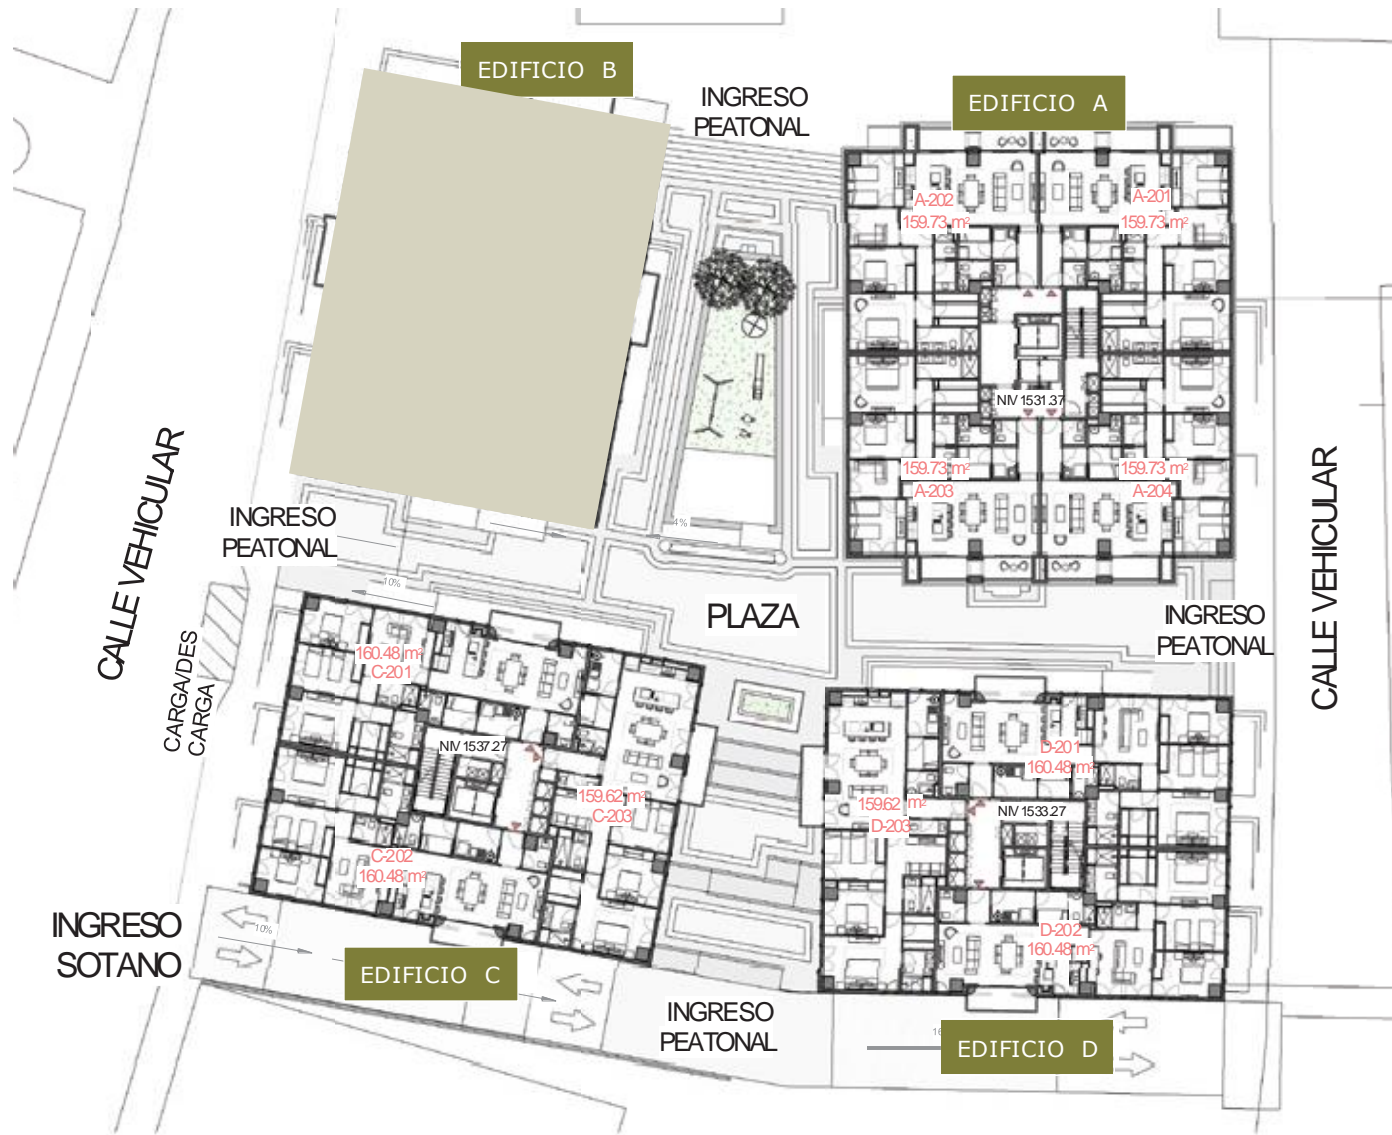 EDIFICIO B
INGRESO
PEATONAL
EDIFICIO A
A-202
159.73 m²
A-201
159.73 m²
NIV 1531.37
159.73 m²
A-203
159.73 m²
A-204
CALLE VEHICULAR
INGRESO
PEATONAL
4%
10%
PLAZA
INGRESO
PEATONAL
CALLE VEHICULAR
CARGA/DES
CARGA
160.48 m²
C-201
NIV 1537.27
159.62 m²
C-203
C-202
160.48 m²
D-201
160.48 m²
159.62 m²
D-203
NIV 1533.27
D-202
160.48 m²
INGRESO
SOTANO
10%
EDIFICIO C
INGRESO
PEATONAL
EDIFICIO D